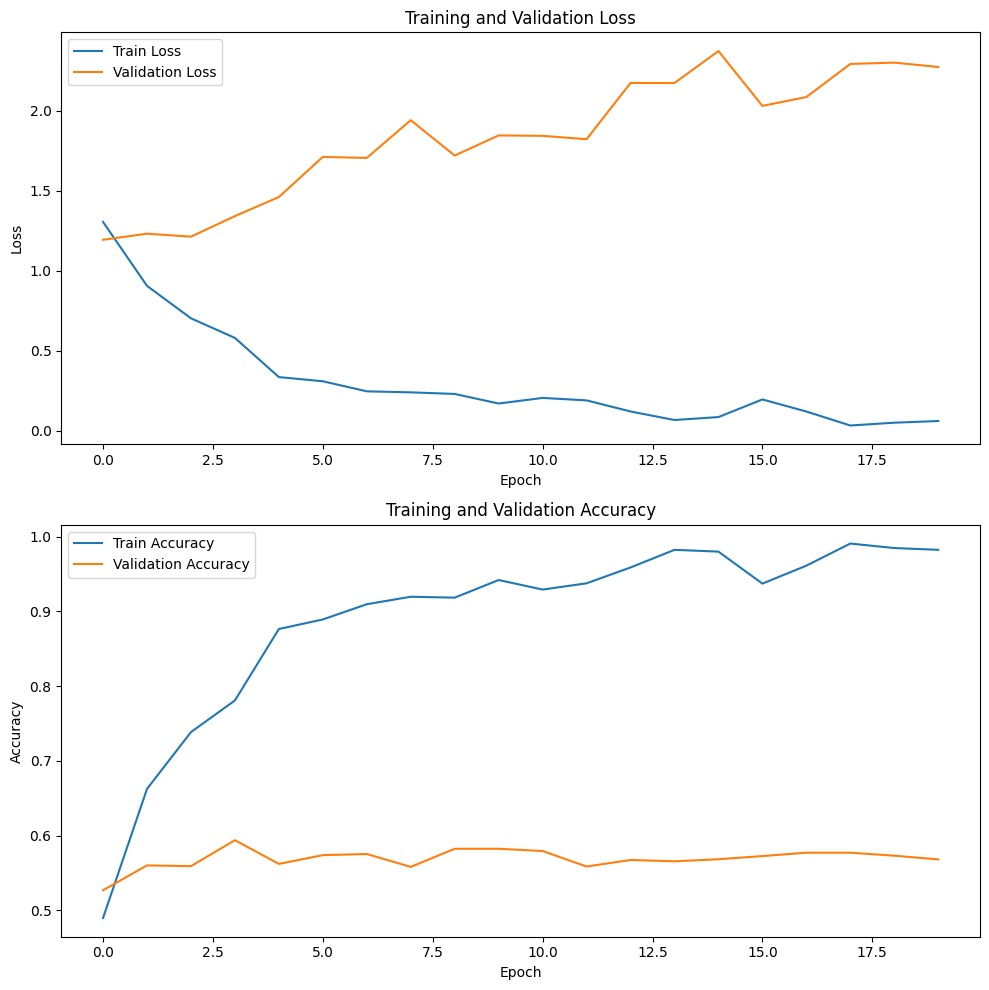 Training and Validation Loss
Train Loss
Validation Loss
2.0
1.5
1.0
0.5
0.0
Loss
0.0 2.5 5.0 7.5 10.0 12.5 15.0 17.5
Epoch
Training and Validation Accuracy
Train Accuracy
Validation Accuracy
1.0
0.9
0.8
0.7
0.6
0.5
Accuracy
0.0 2.5 5.0 7.5 10.0 12.5 15.0 17.5
Epoch